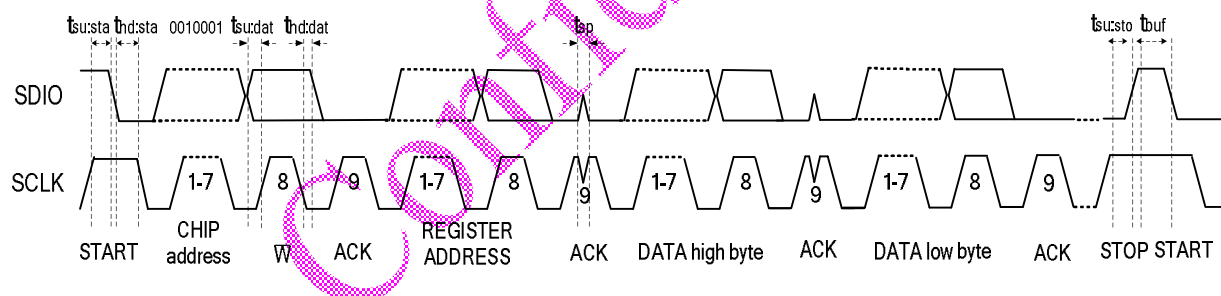 tsu:sta thd:sta 0010001 tsu:dat thd:dat tsp tsu:sto tbuf
SDIO
SCLK 1-7 8 9 1-7 8 9 1-7 8 9 1-7 8 9
START CHIP address W̅ ACK REGISTER ADDRESS ACK DATA high byte ACK DATA low byte ACK STOP START